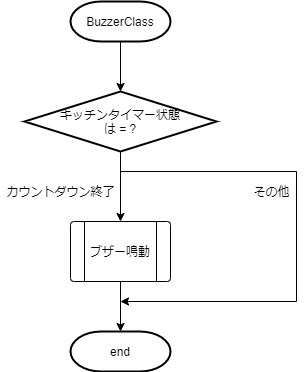 BuzzerClass
キッチンタイマー状態
は = ?
カウントダウン終了
その他
ブザー鳴動
end